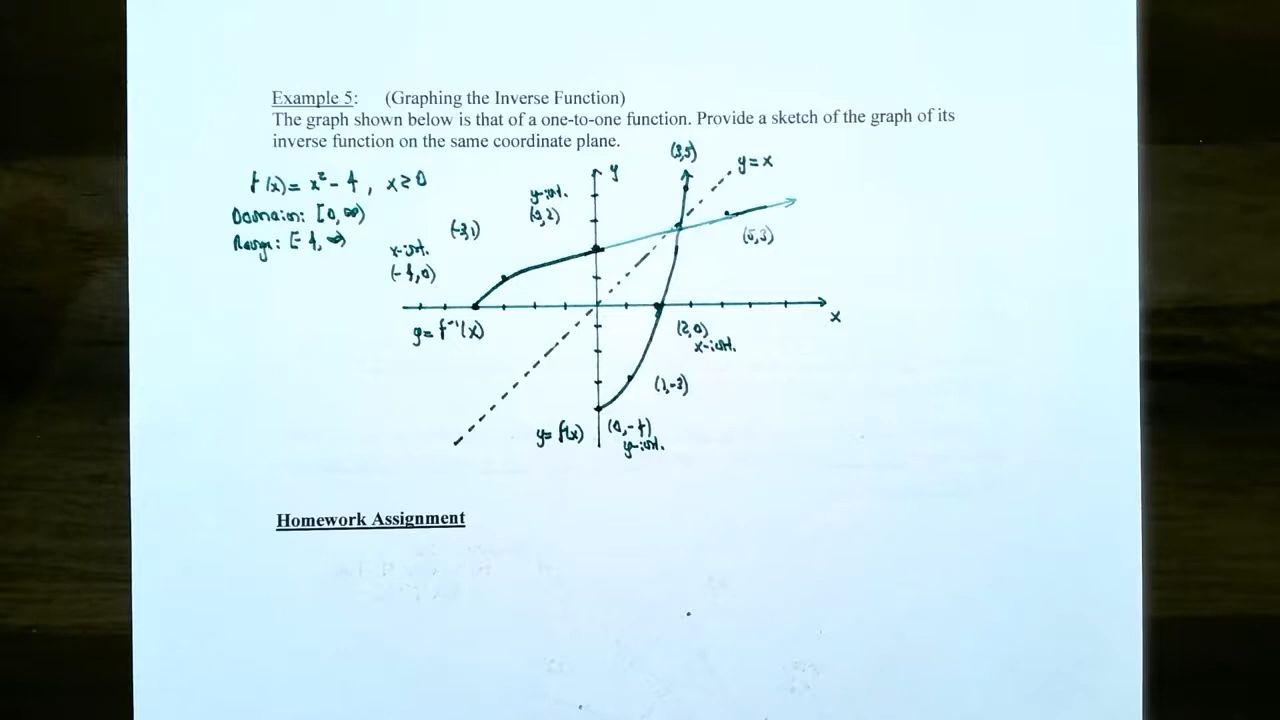 Example 5: (Graphing the Inverse Function)
The graph shown below is that of a one-to-one function. Provide a sketch of the graph of its
inverse function on the same coordinate plane.
(3,5)
y
y=x
f(x)= x²-4, x≥0
y-int.
(0,2)
Domain: [0,∞)
(-3,1)
Range: [-4,∞)
x-int.
(5,3)
(-4,0)
x
y=f⁻¹(x)
(2,0)
x-int.
(1,-3)
y=f(x)
(0,-4)
y-int.
Homework Assignment